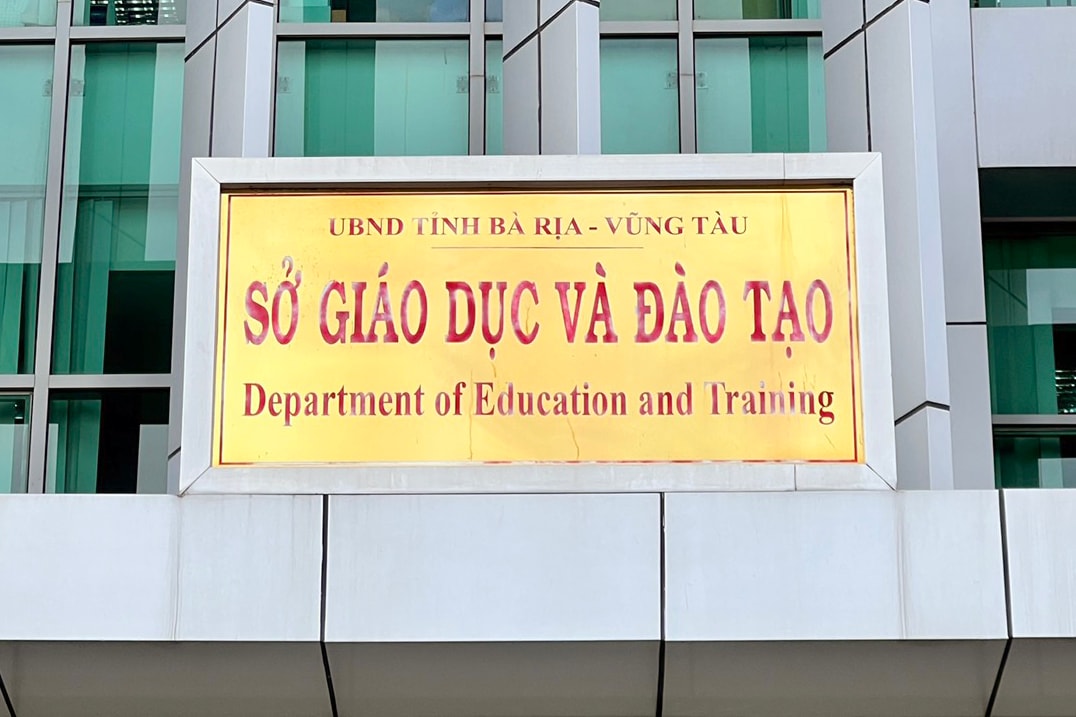 UBND TỈNH BÀ RỊA - VŨNG TÀU
SỞ GIÁO DỤC VÀ ĐÀO TẠO
Department of Education and Training